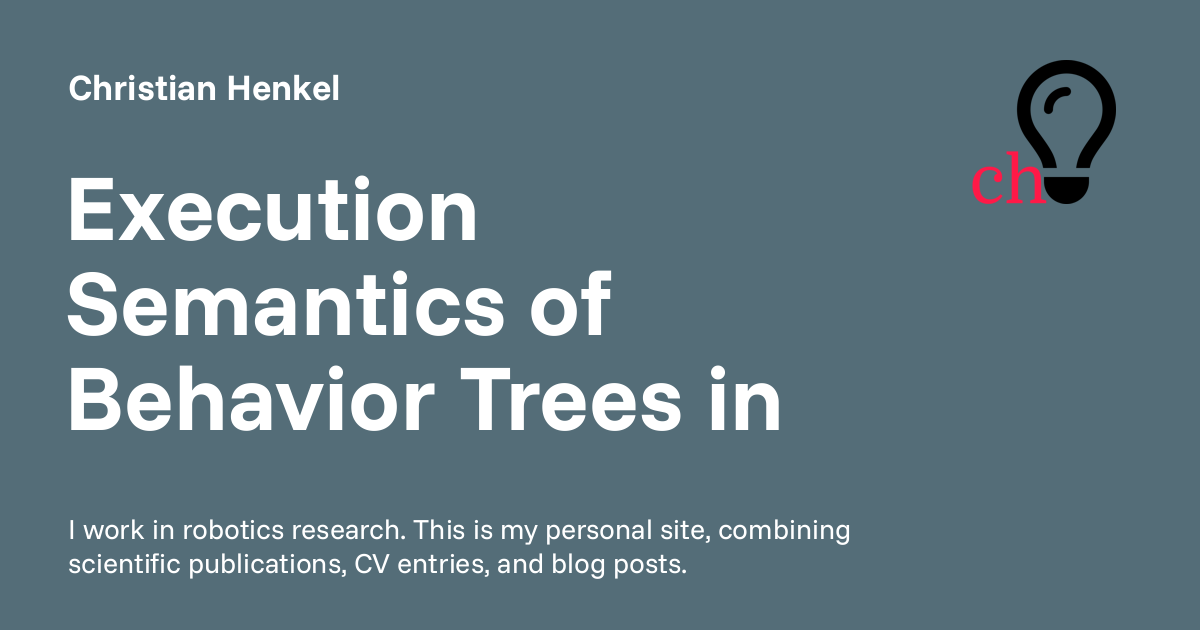 Christian Henkel
ch
Execution
Semantics of
Behavior Trees in
I work in robotics research. This is my personal site, combining
scientific publications, CV entries, and blog posts.